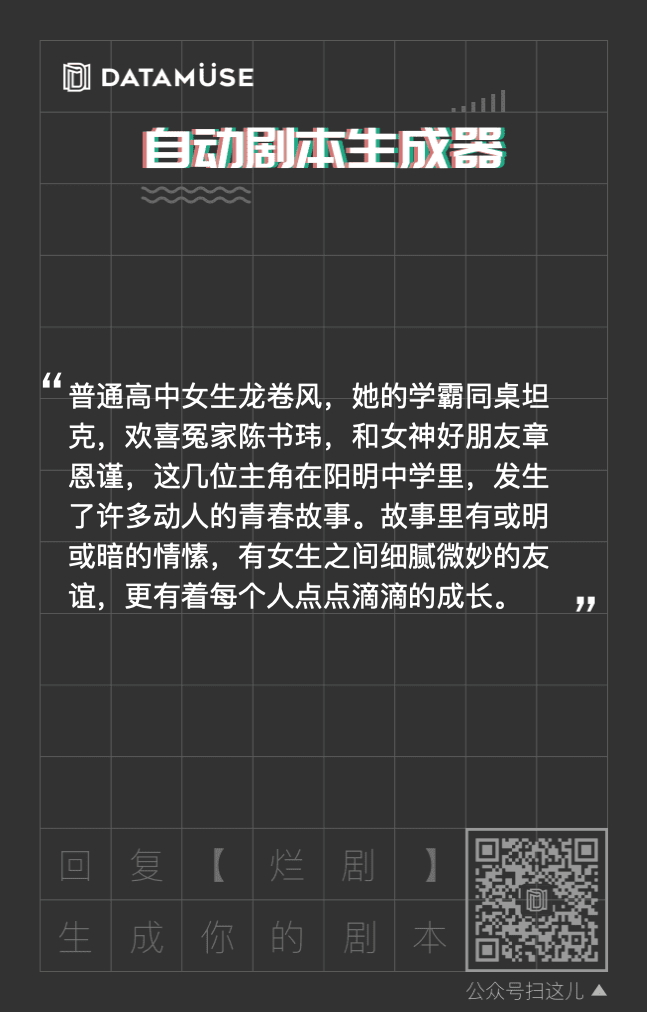 DATAMÜSE
自动剧本生成器
“普通高中女生龙卷风，她的学霸同桌坦
克，欢喜冤家陈书玮，和女神好朋友章
恩谨，这几位主角在阳明中学里，发生
了许多动人的青春故事。故事里有或明
或暗的情愫，有女生之间细腻微妙的友
谊，更有着每个人点点滴滴的成长。”
回复【烂剧】
生成你的剧本
公众号扫这儿▲